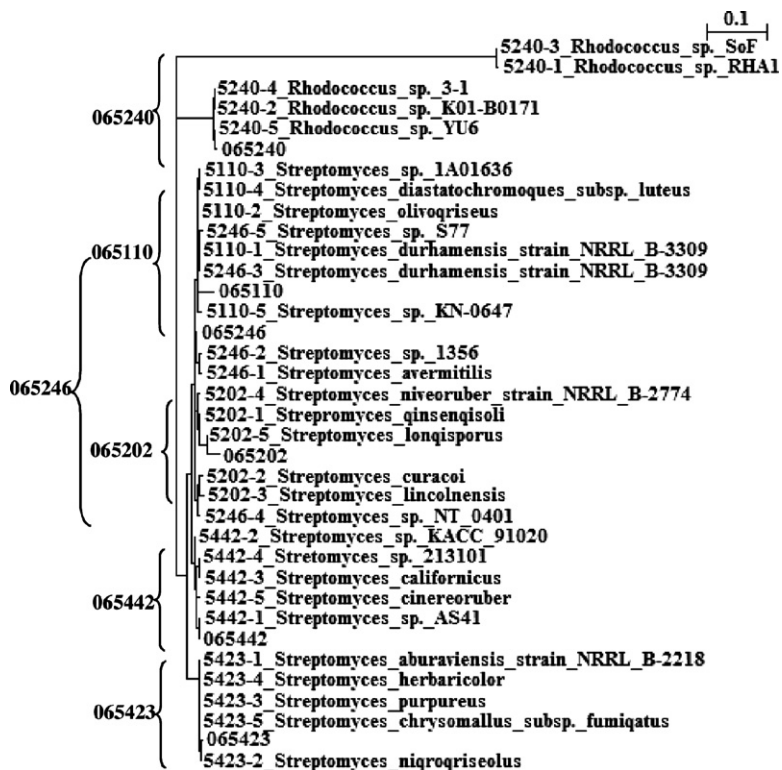 0.1
5240-3_Rhodococcus_sp._SoF
5240-1_Rhodococcus_sp._RHA1
5240-4_Rhodococcus_sp._3-1
065240
5240-2_Rhodococcus_sp._K01-B0171
5240-5_Rhodococcus_sp._YU6
065240
5110-3_Streptomyces_sp._1A01636
5110-4_Streptomyces_diastatochromoques_subsp._luteus
5110-2_Streptomyces_olivoqriseus
5246-5_Streptomyces_sp._S77
065110
5110-1_Streptomyces_durhamensis_strain_NRRL_B-3309
5246-3_Streptomyces_durhamensis_strain_NRRL_B-3309
065110
5110-5_Streptomyces_sp._KN-0647
065246
5246-2_Streptomyces_sp._1356
5246-1_Streptomyces_avermitilis
065246
5202-4_Streptomyces_niveoruber_strain_NRRL_B-2774
5202-1_Strepromyces_qinsenqisoli
5202-5_Streptomyces_lonqisporus
065202
065202
5202-2_Streptomyces_curacoi
5202-3_Streptomyces_lincolnensis
5246-4_Streptomyces_sp._NT_0401
5442-2_Streptomyces_sp._KACC_91020
5442-4_Stretomyces_sp._213101
5442-3_Streptomyces_californicus
065442
5442-5_Streptomyces_cinereoruber
5442-1_Streptomyces_sp._AS41
065442
5423-1_Streptomyces_aburaviensis_strain_NRRL_B-2218
5423-4_Streptomyces_herbaricolor
5423-3_Streptomyces_purpureus
065423
5423-5_Streptomyces_chrysomallus_subsp._fumiqatus
065423
5423-2_Streptomyces_niqroqriseolus